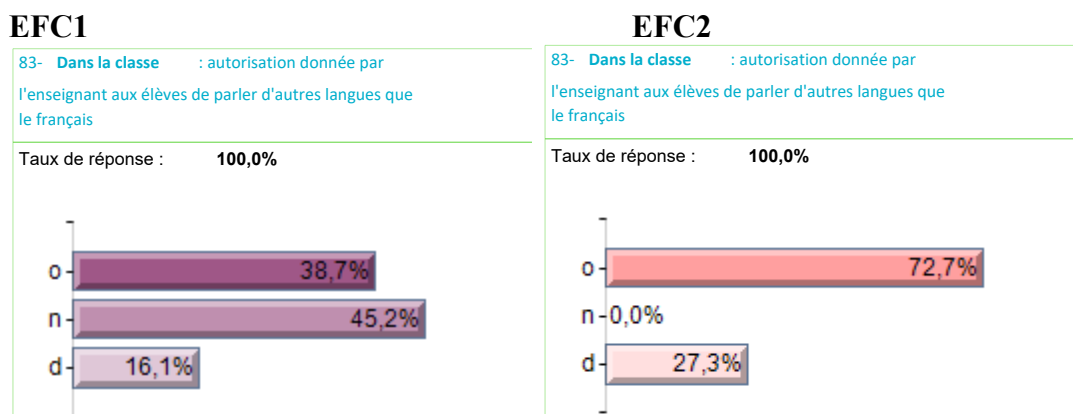 EFC1
83- Dans la classe : autorisation donnée par
l'enseignant aux élèves de parler d'autres langues que
le français
Taux de réponse : 100,0%
o 38,7%
n 45,2%
d 16,1%
EFC2
83- Dans la classe : autorisation donnée par
l'enseignant aux élèves de parler d'autres langues que
le français
Taux de réponse : 100,0%
o 72,7%
n 0,0%
d 27,3%